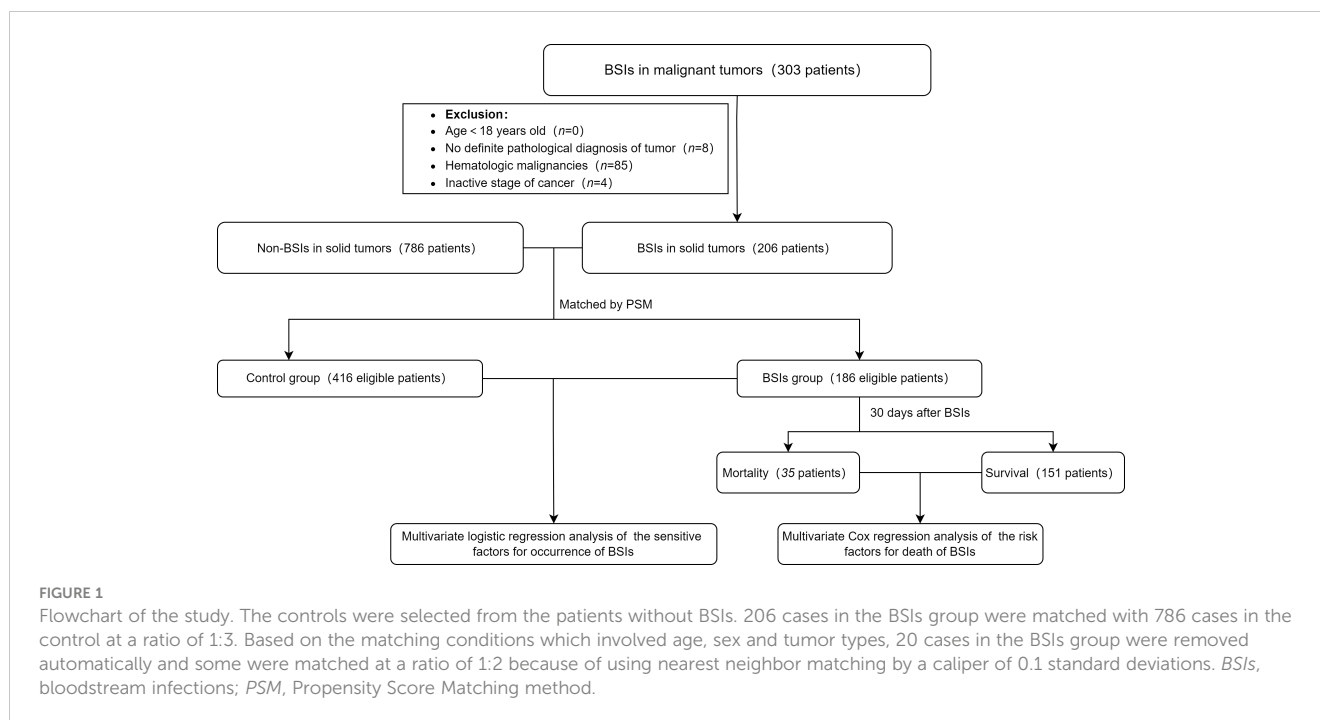 BSIs in malignant tumors (303 patients)
• Exclusion:
• Age < 18 years old (n=0)
• No definite pathological diagnosis of tumor (n=8)
• Hematologic malignancies (n=85)
• Inactive stage of cancer (n=4)
Non-BSIs in solid tumors (786 patients)
BSIs in solid tumors (206 patients)
Matched by PSM
Control group (416 eligible patients)
BSIs group (186 eligible patients)
30 days after BSIs
Mortality (35 patients)
Survival (151 patients)
Multivariate logistic regression analysis of the sensitive
factors for occurrence of BSIs
Multivariate Cox regression analysis of the risk
factors for death of BSIs
FIGURE 1
Flowchart of the study. The controls were selected from the patients without BSIs. 206 cases in the BSIs group were matched with 786 cases in the
control at a ratio of 1:3. Based on the matching conditions which involved age, sex and tumor types, 20 cases in the BSIs group were removed
automatically and some were matched at a ratio of 1:2 because of using nearest neighbor matching by a caliper of 0.1 standard deviations. BSIs,
bloodstream infections; PSM, Propensity Score Matching method.